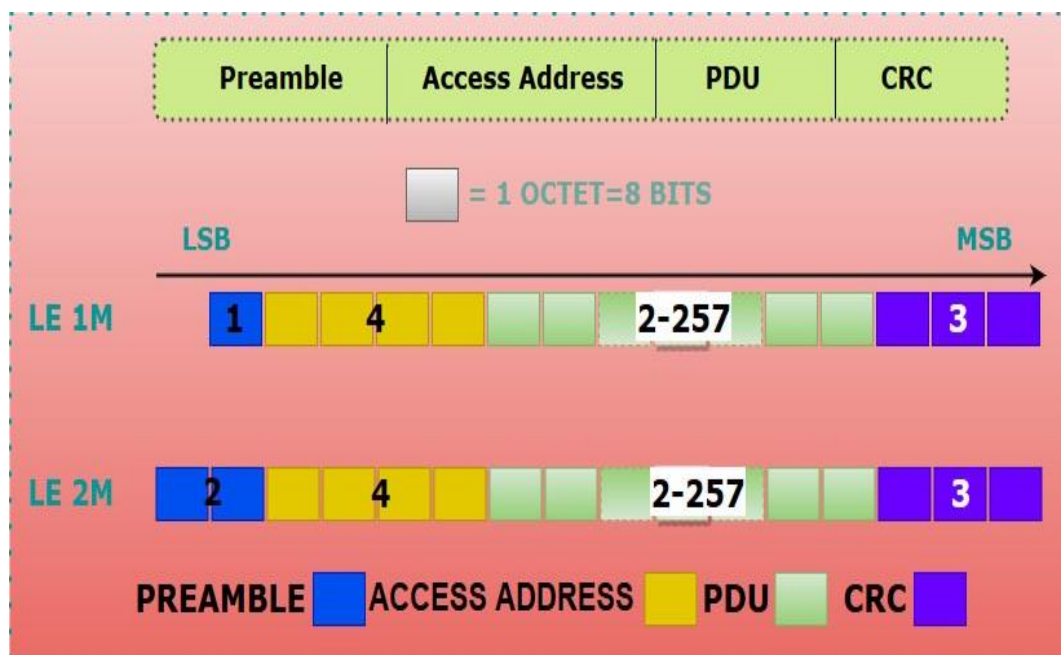 Preamble Access Address PDU CRC
= 1 OCTET=8 BITS
LSB MSB
LE 1M 1 4 2-257 3
LE 2M 2 4 2-257 3
PREAMBLE ACCESS ADDRESS PDU CRC